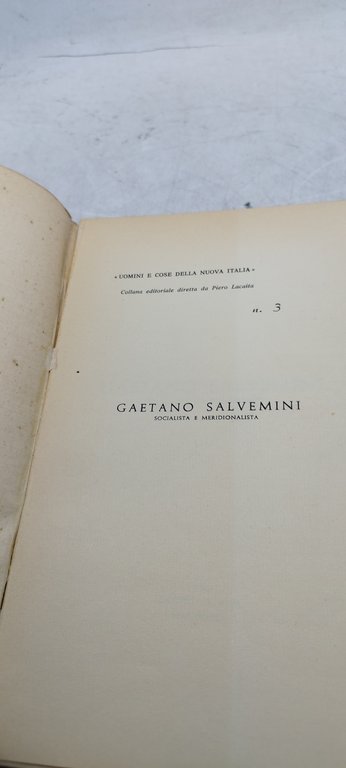 « UOMINI E COSE DELLA NUOVA ITALIA »
Collana editoriale diretta da Piero Lacaita
n. 3
GAETANO SALVEMINI
SOCIALISTA E MERIDIONALISTA